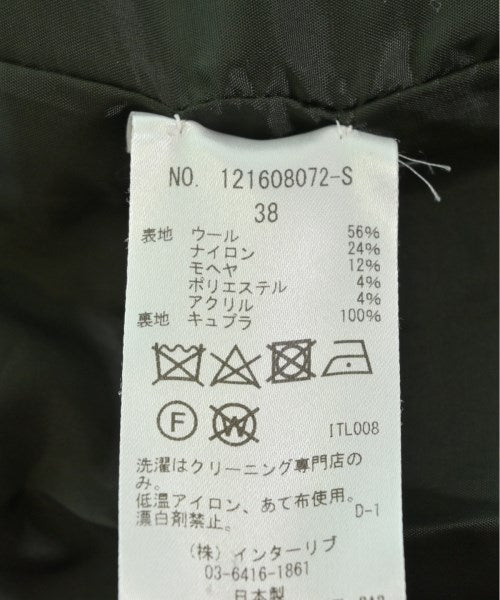 NO. 121608072-S
38
表地 ウール 56%
ナイロン 24%
モヘヤ 12%
ポリエステル 4%
アクリル 4%
裏地 キュプラ 100%
F W
ITL008
洗濯はクリーニング専門店の
み。
低温アイロン、あて布使用。
漂白剤禁止。 D-1
(株) インターリブ
03-6416-1861
日本製